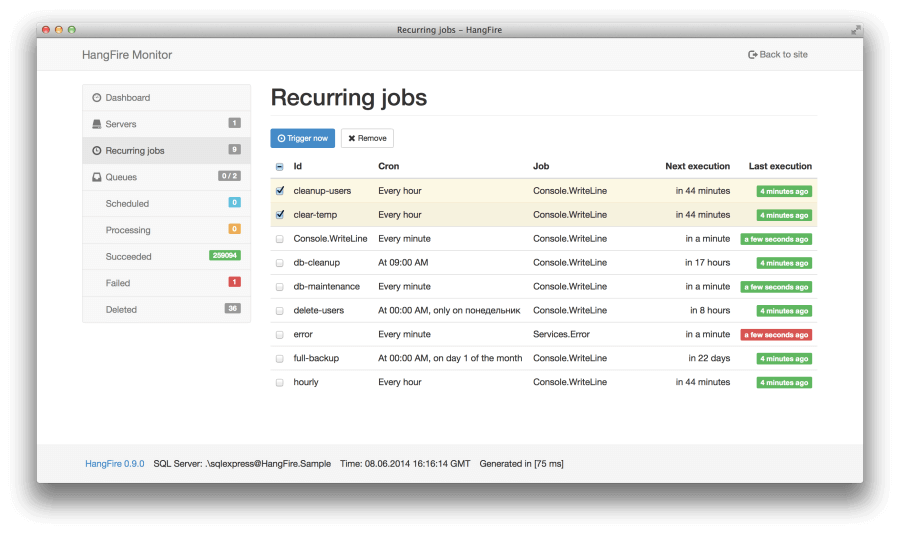 Recurring jobs – HangFire
HangFire Monitor
Back to site
Dashboard
Servers 1
Recurring jobs 9
Queues 0 / 2
Scheduled 0
Processing 0
Succeeded 259094
Failed 1
Deleted 36
Recurring jobs
Trigger now Remove
Id Cron Job Next execution Last execution
cleanup-users Every hour Console.WriteLine in 44 minutes 4 minutes ago
clear-temp Every hour Console.WriteLine in 44 minutes 4 minutes ago
Console.WriteLine Every minute Console.WriteLine in a minute a few seconds ago
db-cleanup At 09:00 AM Console.WriteLine in 17 hours 4 minutes ago
db-maintenance Every minute Console.WriteLine in a minute a few seconds ago
delete-users At 00:00 AM, only on понедельник Console.WriteLine in 8 hours 4 minutes ago
error Every minute Services.Error in a minute a few seconds ago
full-backup At 00:00 AM, on day 1 of the month Console.WriteLine in 22 days 4 minutes ago
hourly Every hour Console.WriteLine in 44 minutes 4 minutes ago
HangFire 0.9.0 SQL Server: .\sqlexpress@HangFire.Sample Time: 08.06.2014 16:16:14 GMT Generated in [75 ms]